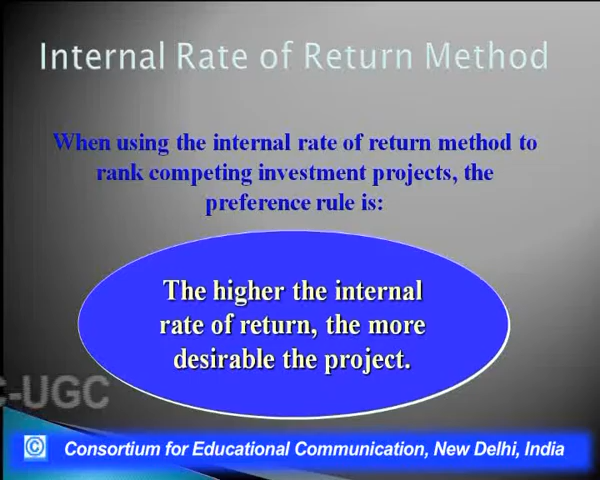 Internal Rate of Return Method
When using the internal rate of return method to
rank competing investment projects, the
preference rule is:
The higher the internal
rate of return, the more
desirable the project.
C-UGC
© Consortium for Educational Communication, New Delhi, India